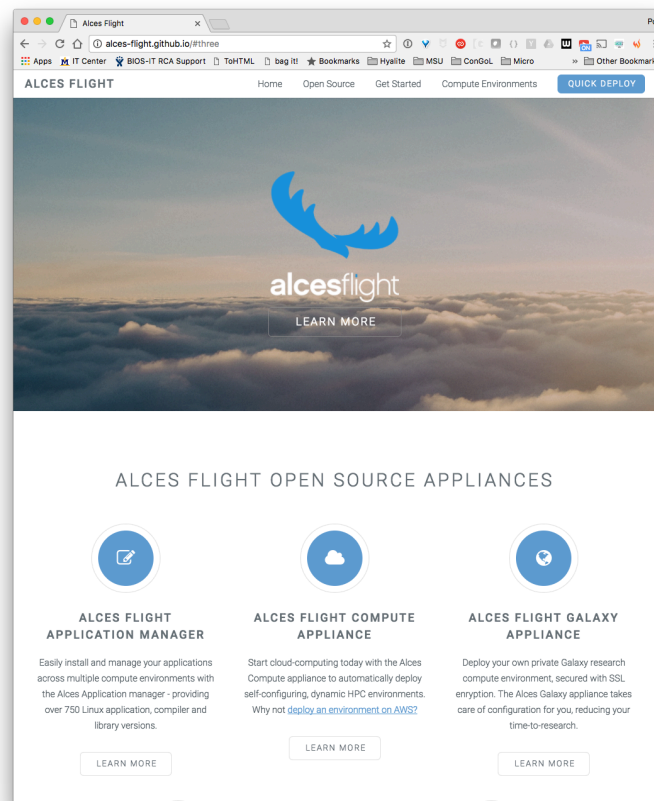 Alces Flight
alces-flight.github.io/#three
Apps IT Center BIOS-IT RCA Support ToHTML bag it! Bookmarks Hyalite MSU ConGoL Micro » Other Bookmark
ALCES FLIGHT Home Open Source Get Started Compute Environments QUICK DEPLOY
alcesflight
LEARN MORE
ALCES FLIGHT OPEN SOURCE APPLIANCES
ALCES FLIGHT
APPLICATION MANAGER
Easily install and manage your applications
across multiple compute environments with
the Alces Application manager - providing
over 750 Linux application, compiler and
library versions.
LEARN MORE
ALCES FLIGHT COMPUTE
APPLIANCE
Start cloud-computing today with the Alces
Compute appliance to automatically deploy
self-configuring, dynamic HPC environments.
Why not deploy an environment on AWS?
LEARN MORE
ALCES FLIGHT GALAXY
APPLIANCE
Deploy your own private Galaxy research
compute environment, secured with SSL
enryption. The Alces Galaxy appliance takes
care of configuration for you, reducing your
time-to-research.
LEARN MORE